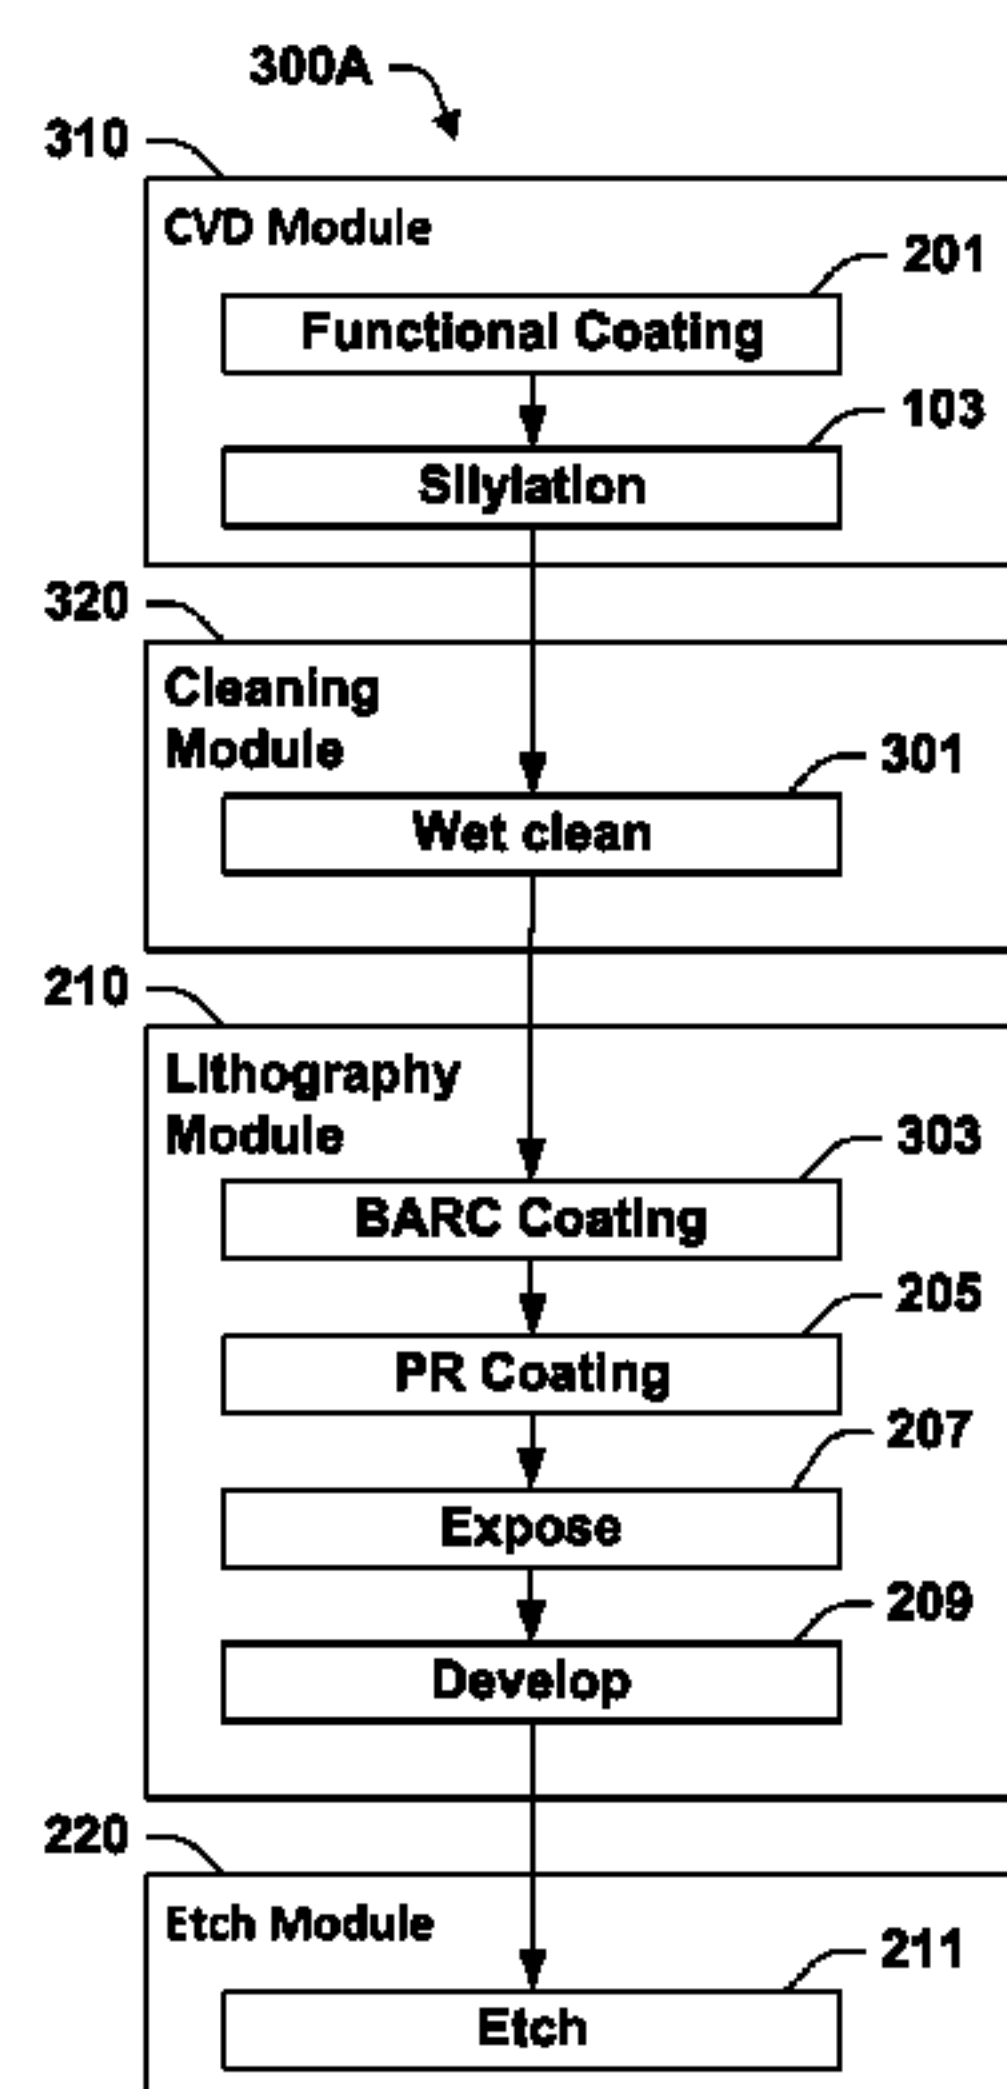 300A
310
CVD Module
201
Functional Coating
103
Silylation
320
Cleaning
Module
301
Wet clean
210
Lithography
Module
303
BARC Coating
205
PR Coating
207
Expose
209
Develop
220
Etch Module
211
Etch